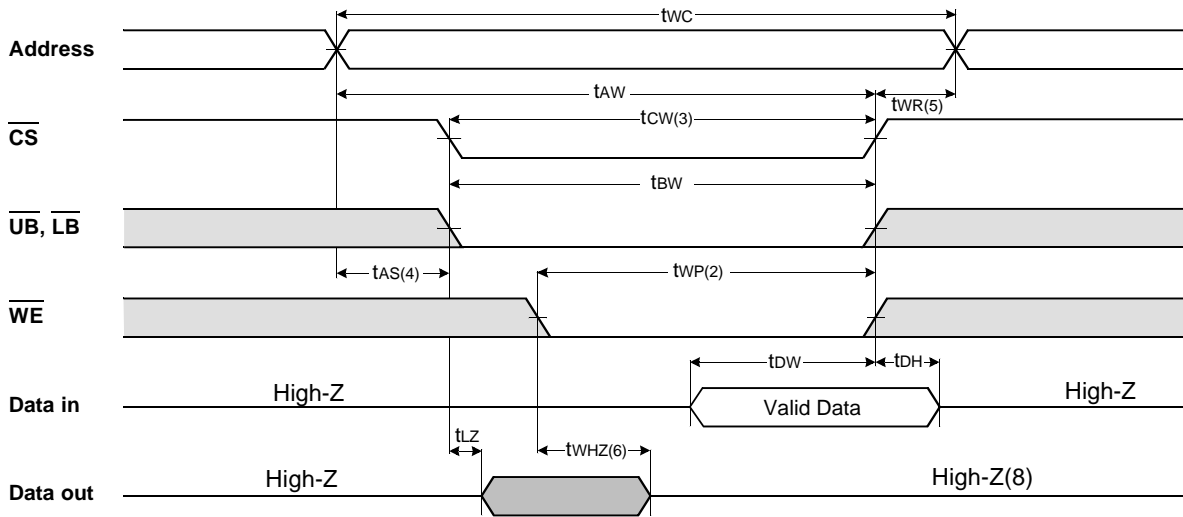 tWC
Address
tAW
tWR(5)
tCW(3)
CS
tBW
UB, LB
tAS(4)
tWP(2)
WE
tDW
tDH
High-Z
High-Z
Data in
Valid Data
tLZ
tWHZ(6)
High-Z
High-Z(8)
Data out